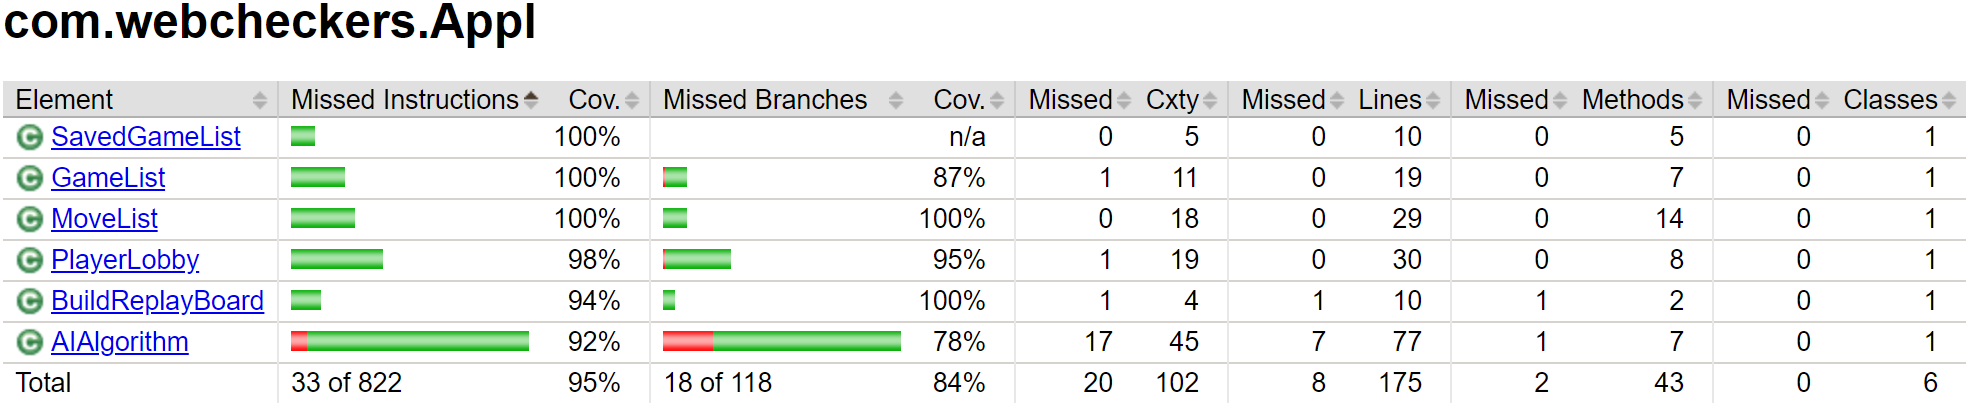 com.webcheckers.Appl
Element Missed Instructions Cov. Missed Branches Cov. Missed Cxty Missed Lines Missed Methods Missed Classes
C SavedGameList 100% n/a 0 5 0 10 0 5 0 1
C GameList 100% 87% 1 11 0 19 0 7 0 1
C MoveList 100% 100% 0 18 0 29 0 14 0 1
C PlayerLobby 98% 95% 1 19 0 30 0 8 0 1
C BuildReplayBoard 94% 100% 1 4 1 10 1 2 0 1
C AIAlgorithm 92% 78% 17 45 7 77 1 7 0 1
Total 33 of 822 95% 18 of 118 84% 20 102 8 175 2 43 0 6